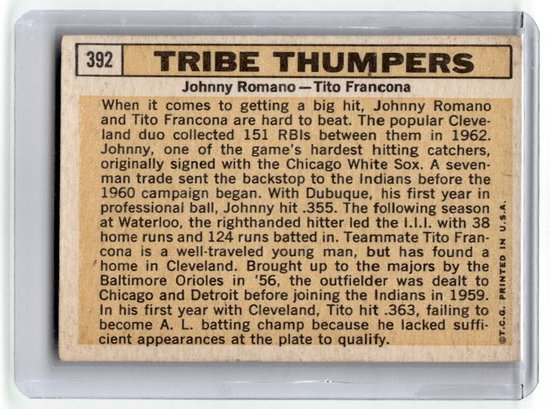 392 TRIBE THUMPERS
Johnny Romano—Tito Francona
When it comes to getting a big hit, Johnny Romano
and Tito Francona are hard to beat. The popular Cleve-
land duo collected 151 RBIs between them in 1962.
Johnny, one of the game's hardest hitting catchers,
originally signed with the Chicago White Sox. A seven-
man trade sent the backstop to the Indians before the
1960 campaign began. With Dubuque, his first year in
professional ball, Johnny hit .355. The following season
at Waterloo, the righthanded hitter led the I.I.I. with 38
home runs and 124 runs batted in. Teammate Tito Fran-
cona is a well-traveled young man, but has found a
home in Cleveland. Brought up to the majors by the
Baltimore Orioles in '56, the outfielder was dealt to
Chicago and Detroit before joining the Indians in 1959.
In his first year with Cleveland, Tito hit .363, failing to
become A. L. batting champ because he lacked suffi-
cient appearances at the plate to qualify.
©T.C.G. PRINTED IN U.S.A.